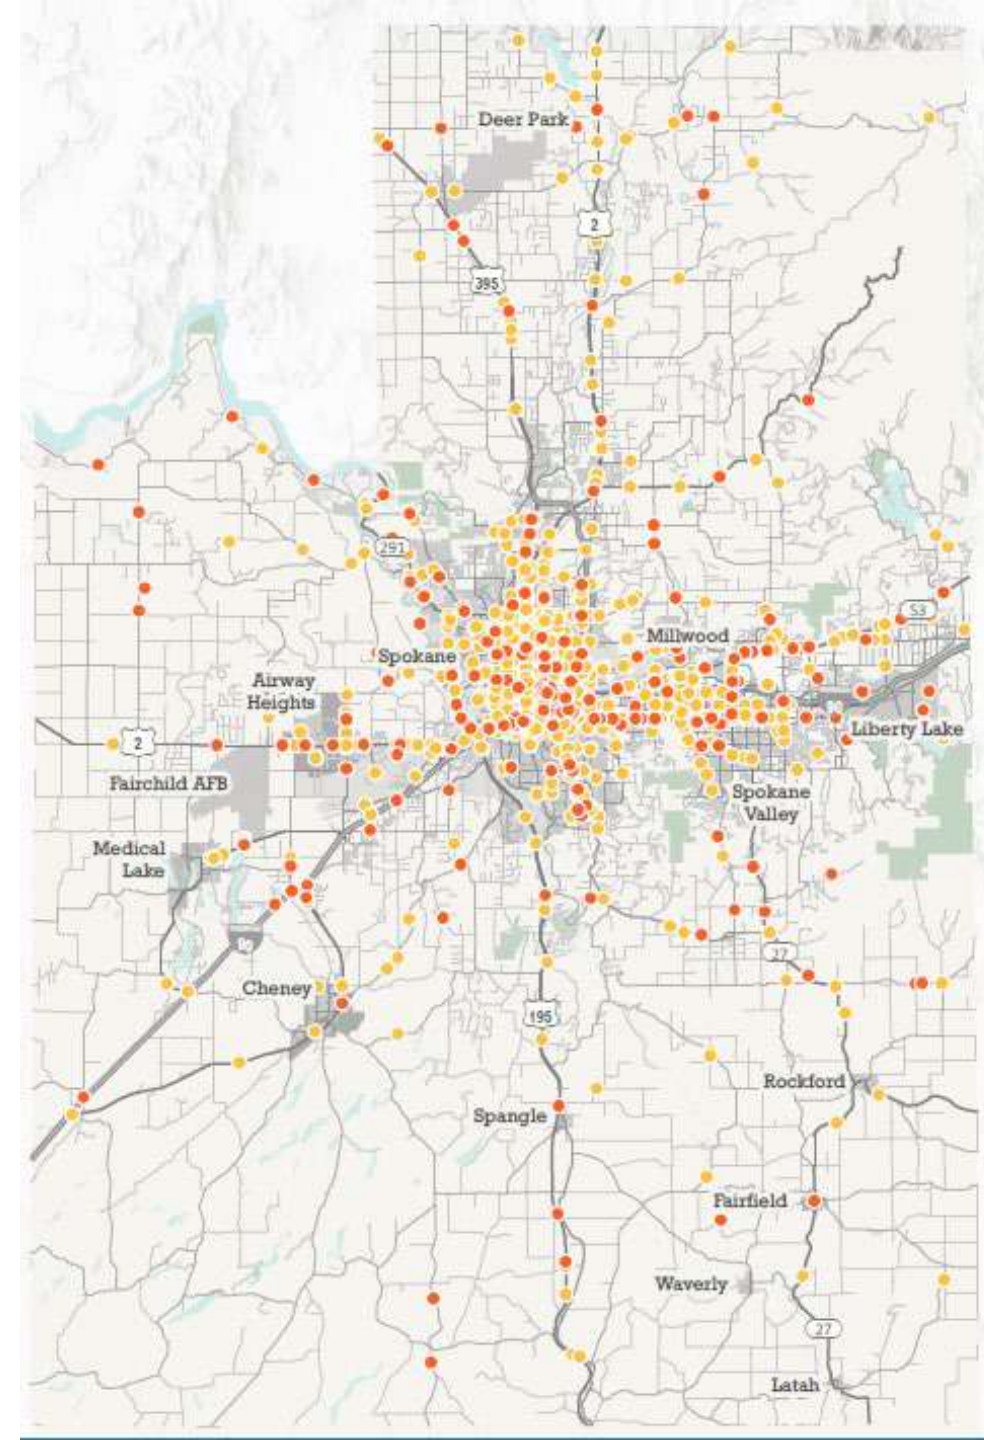 Deer Park
2
395
291
53
Millwood
Spokane
Airway
Heights
2
Liberty Lake
Fairchild AFB
Spokane
Valley
Medical
Lake
90
27
Cheney
195
Rockford
Spangle
Fairfield
Waverly
27
Latah